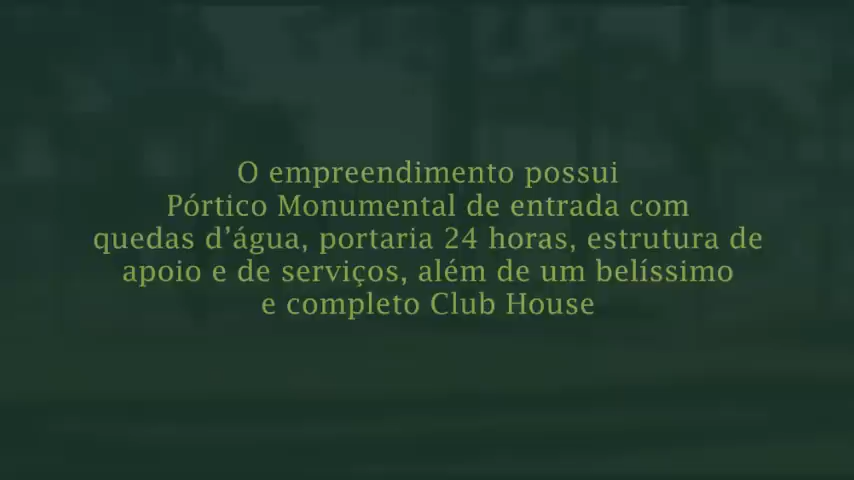 O empreendimento possui
Pórtico Monumental de entrada com
quedas d’água, portaria 24 horas, estrutura de
apoio e de serviços, além de um belíssimo
e completo Club House